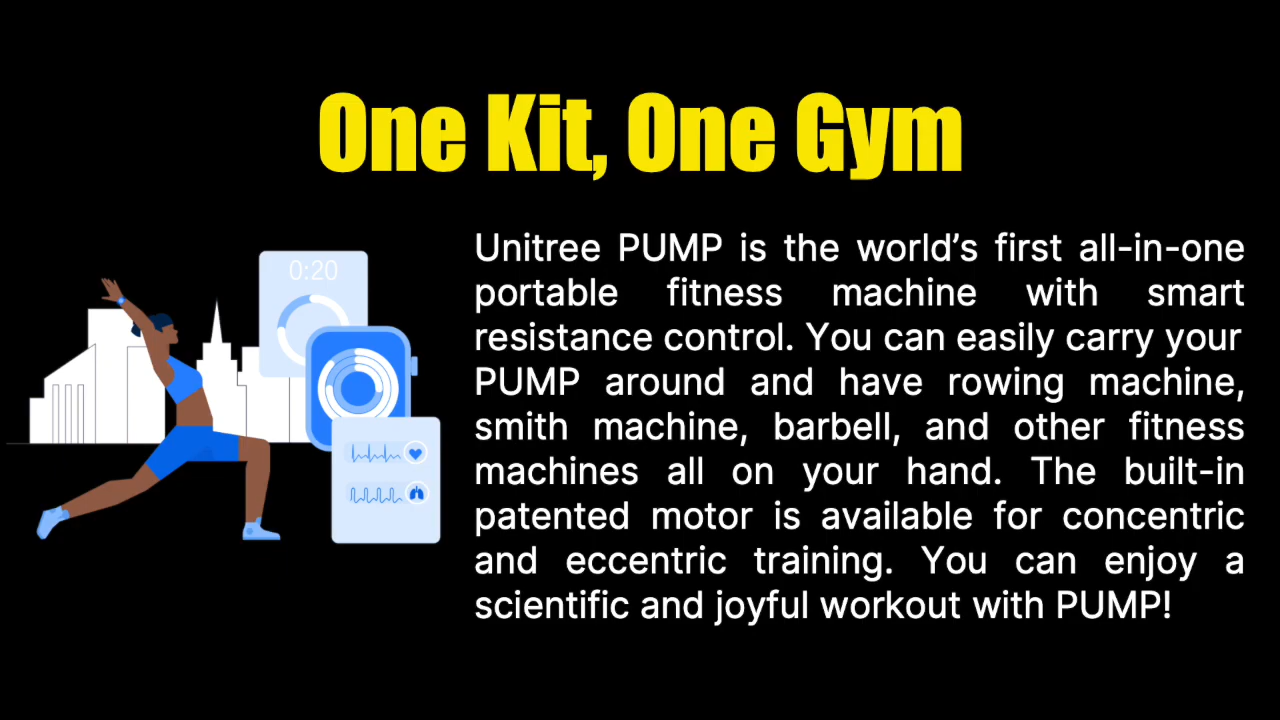 One Kit, One Gym
0:20
Unitree PUMP is the world’s first all-in-one
portable fitness machine with smart
resistance control. You can easily carry your
PUMP around and have rowing machine,
smith machine, barbell, and other fitness
machines all on your hand. The built-in
patented motor is available for concentric
and eccentric training. You can enjoy a
scientific and joyful workout with PUMP!